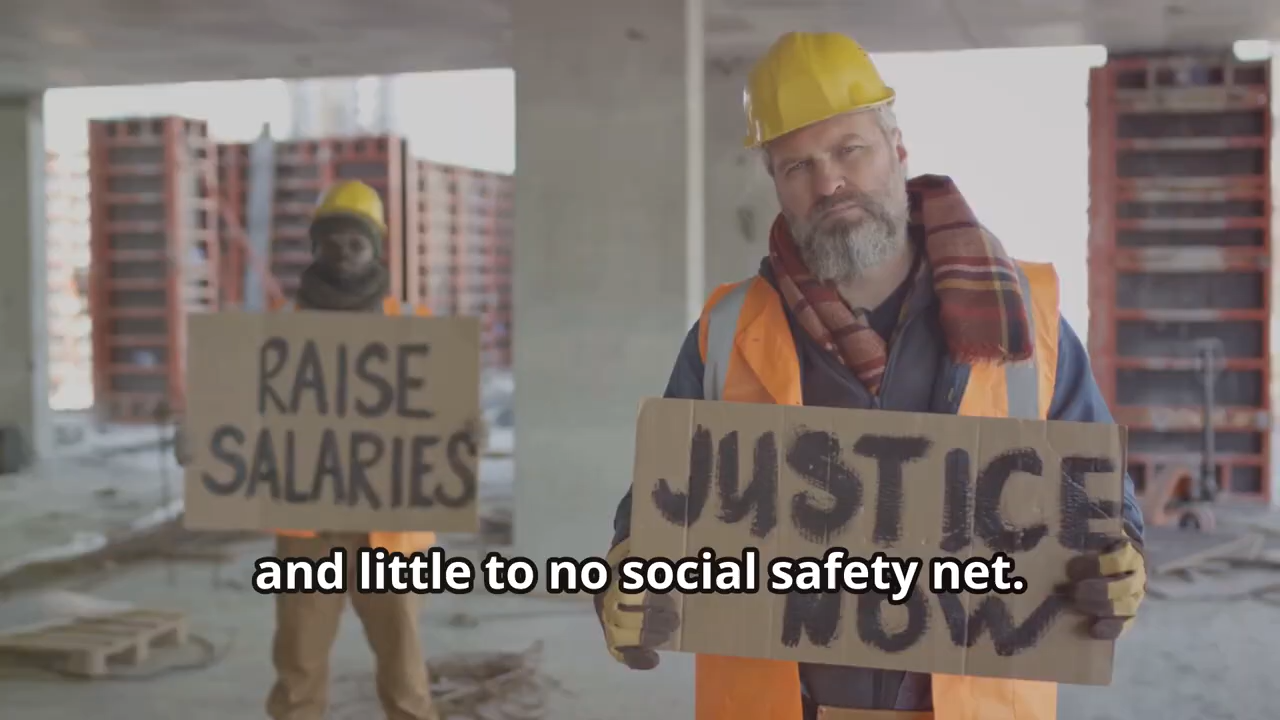 RAISE
SALARIES
JUSTICE
NOW
and little to no social safety net.